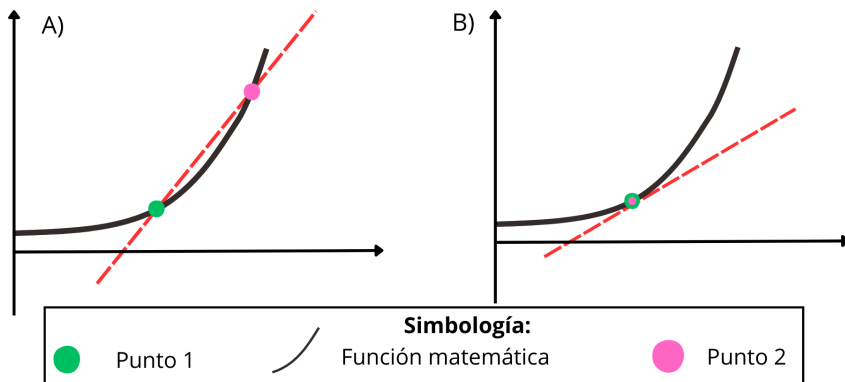 A)
B)
Simbología:
Punto 1
Función matemática
Punto 2